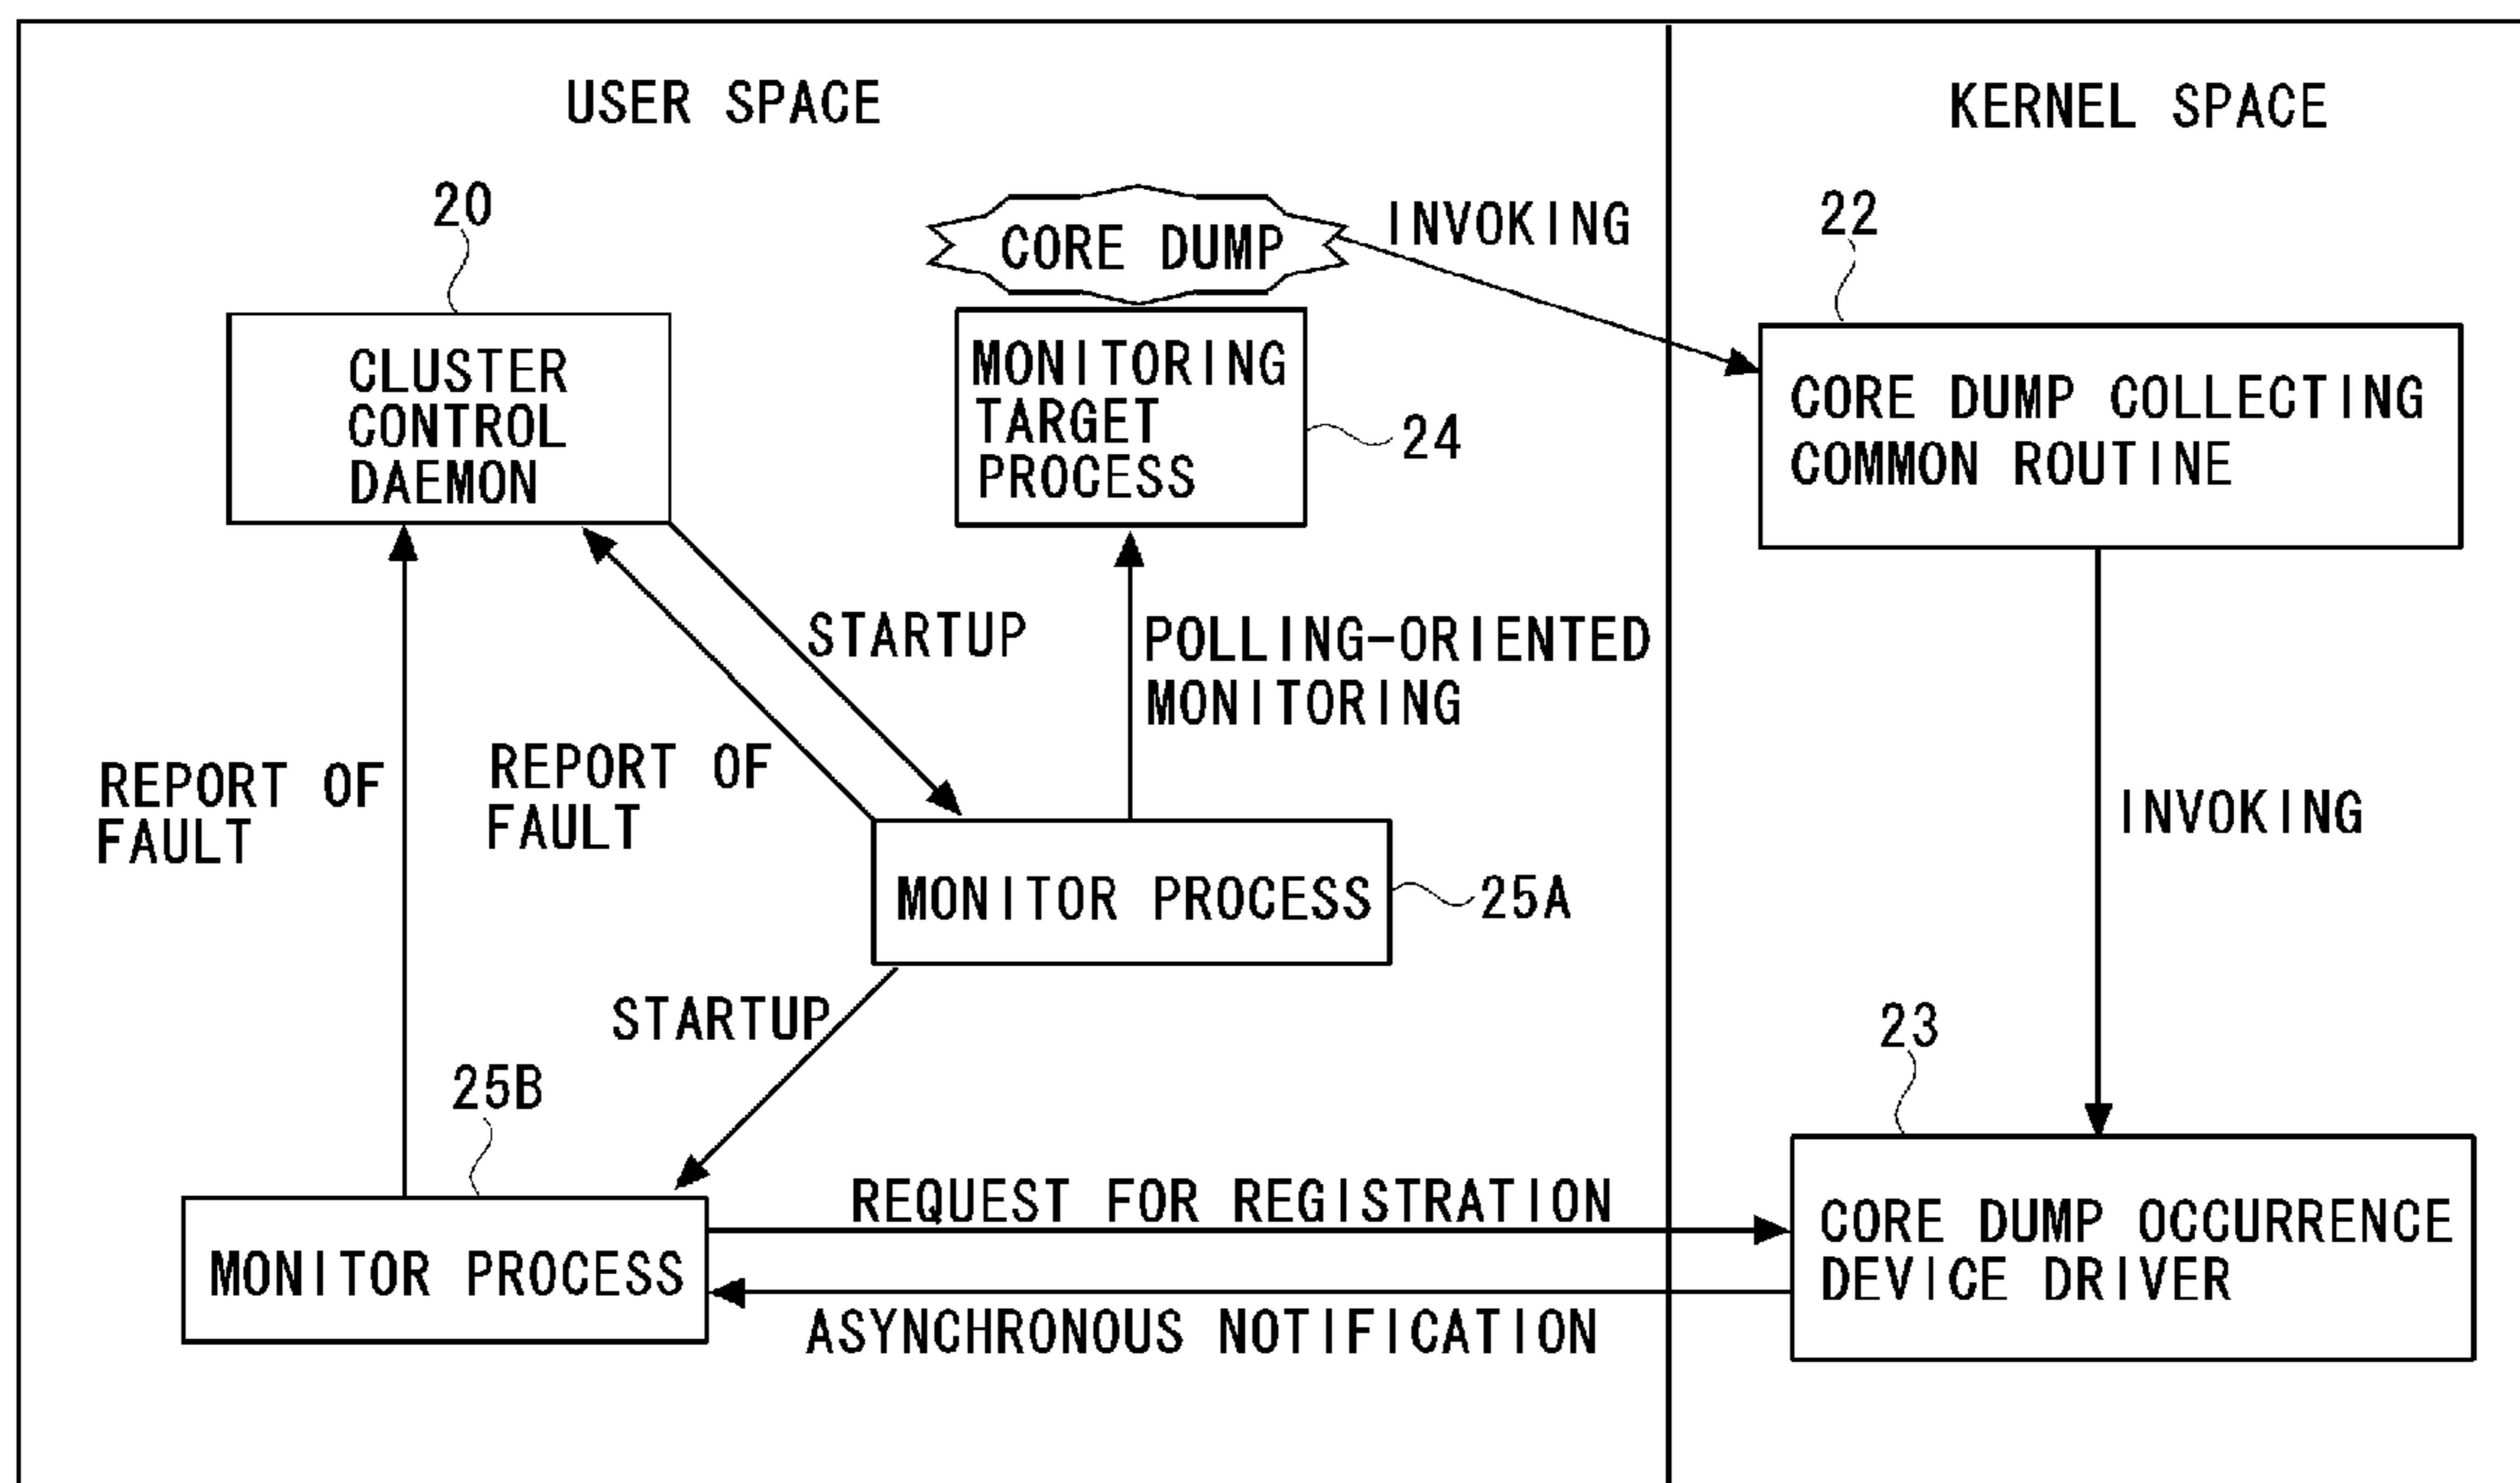 USER SPACE
KERNEL SPACE
20
CORE DUMP
INVOKING
22
CLUSTER
CONTROL
DAEMON
MONITORING
TARGET
PROCESS
24
CORE DUMP COLLECTING
COMMON ROUTINE
STARTUP
POLLING-ORIENTED
MONITORING
REPORT OF
FAULT
REPORT OF
FAULT
INVOKING
MONITOR PROCESS
25A
STARTUP
23
25B
REQUEST FOR REGISTRATION
CORE DUMP OCCURRENCE
DEVICE DRIVER
MONITOR PROCESS
ASYNCHRONOUS NOTIFICATION